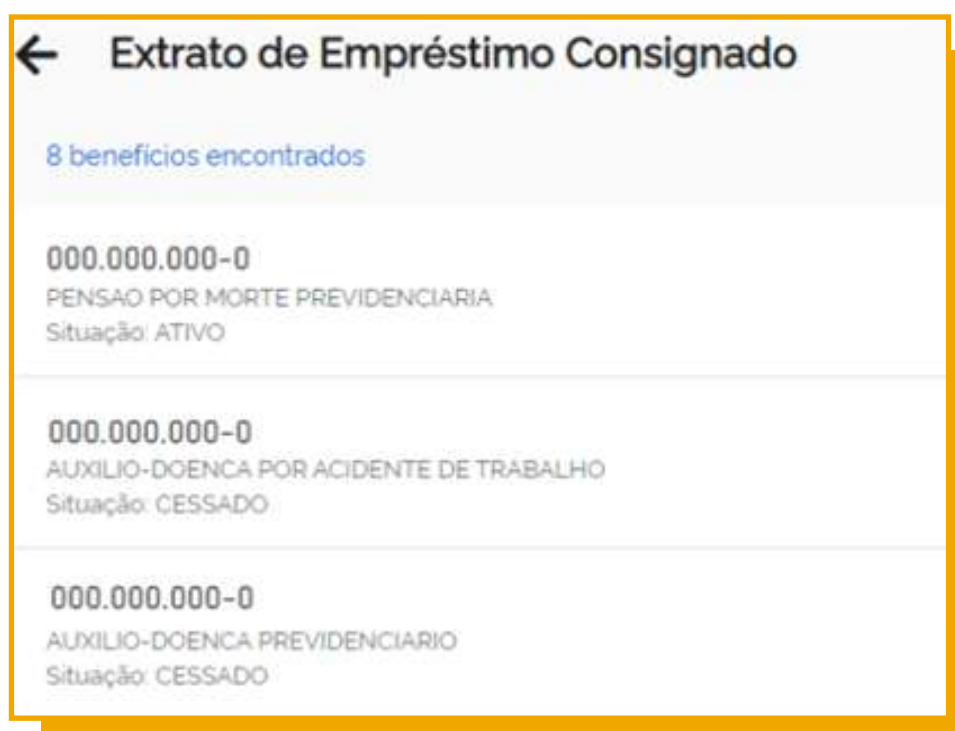 Extrato de Empréstimo Consignado
8 benefícios encontrados
000.000.000-0
PENSAO POR MORTE PREVIDENCIARIA
Situação: ATIVO
000.000.000-0
AUXILIO-DOENCA POR ACIDENTE DE TRABALHO
Situação: CESSADO
000.000.000-0
AUXILIO-DOENCA PREVIDENCIARIO
Situação: CESSADO